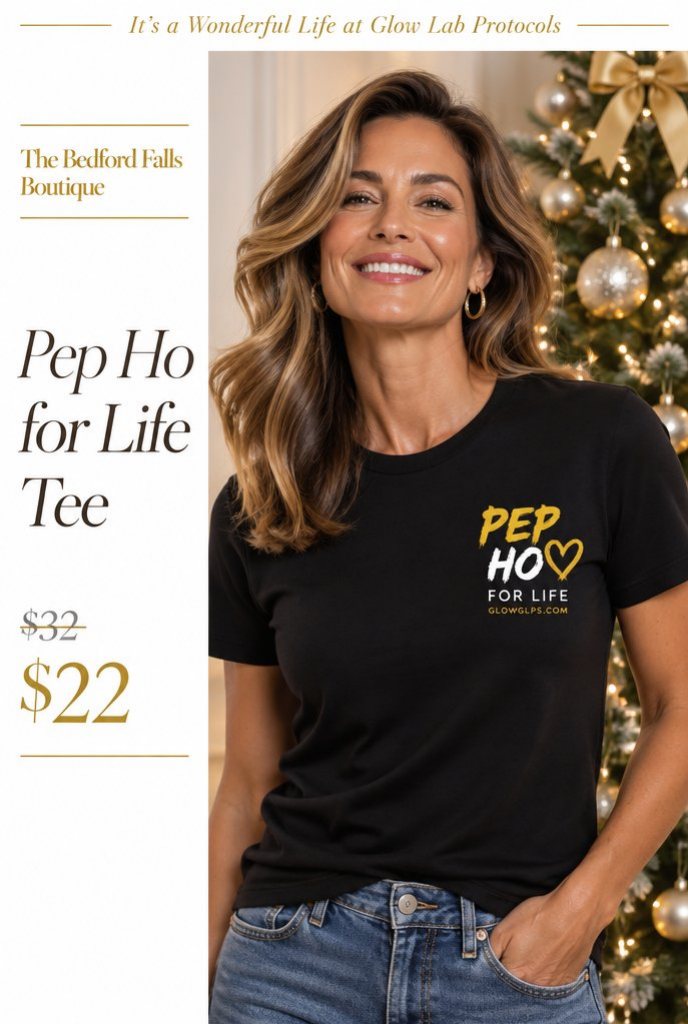 It's a Wonderful Life at Glow Lab Protocols
The Bedford Falls
Boutique
Pep Ho
for Life
Tee
$32
$22
PEP
HO
FOR LIFE
GLOWGLPS.COM